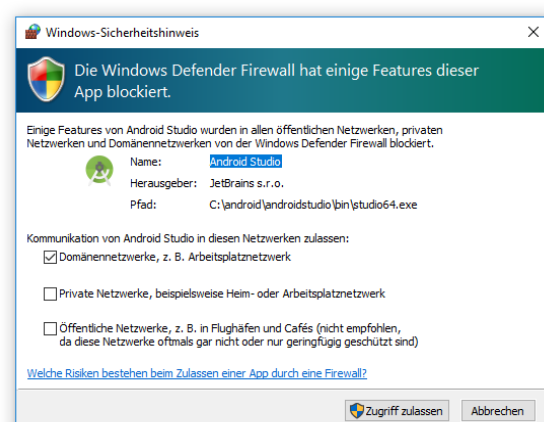 Windows-Sicherheitshinweis
Die Windows Defender Firewall hat einige Features dieser
App blockiert.
Einige Features von Android Studio wurden in allen öffentlichen Netzwerken, privaten
Netzwerken und Domänennetzwerken von der Windows Defender Firewall blockiert.
Name: Android Studio
Herausgeber: JetBrains s.r.o.
Pfad: C:\android\androidstudio\bin\studio64.exe
Kommunikation von Android Studio in diesen Netzwerken zulassen:
Domänennetzwerke, z. B. Arbeitsplatznetzwerk
Private Netzwerke, beispielsweise Heim- oder Arbeitsplatznetzwerk
Öffentliche Netzwerke, z. B. in Flughäfen und Cafés (nicht empfohlen,
da diese Netzwerke oftmals gar nicht oder nur geringfügig geschützt sind)
Welche Risiken bestehen beim Zulassen einer App durch eine Firewall?
Zugriff zulassen Abbrechen